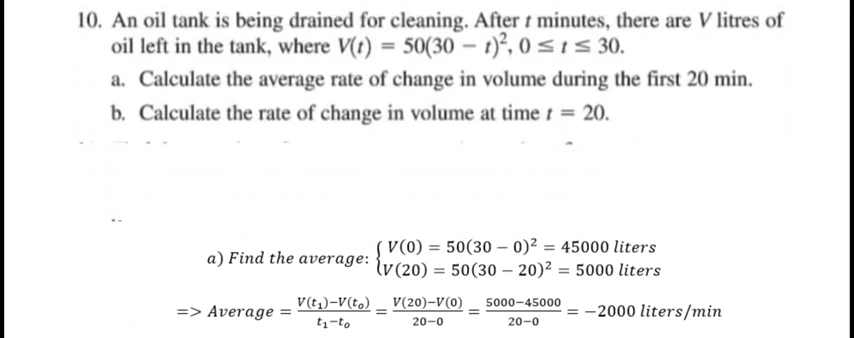 10. An oil tank is being drained for cleaning. After t minutes, there are V litres of
oil left in the tank, where V(t) = 50(30 − t)², 0 ≤ t ≤ 30.
a. Calculate the average rate of change in volume during the first 20 min.
b. Calculate the rate of change in volume at time t = 20.
a) Find the average: { V(0) = 50(30 − 0)² = 45000 liters
V(20) = 50(30 − 20)² = 5000 liters
=> Average = V(t₁)−V(tₒ) / t₁−tₒ = V(20)−V(0) / 20−0 = 5000−45000 / 20−0 = −2000 liters/min